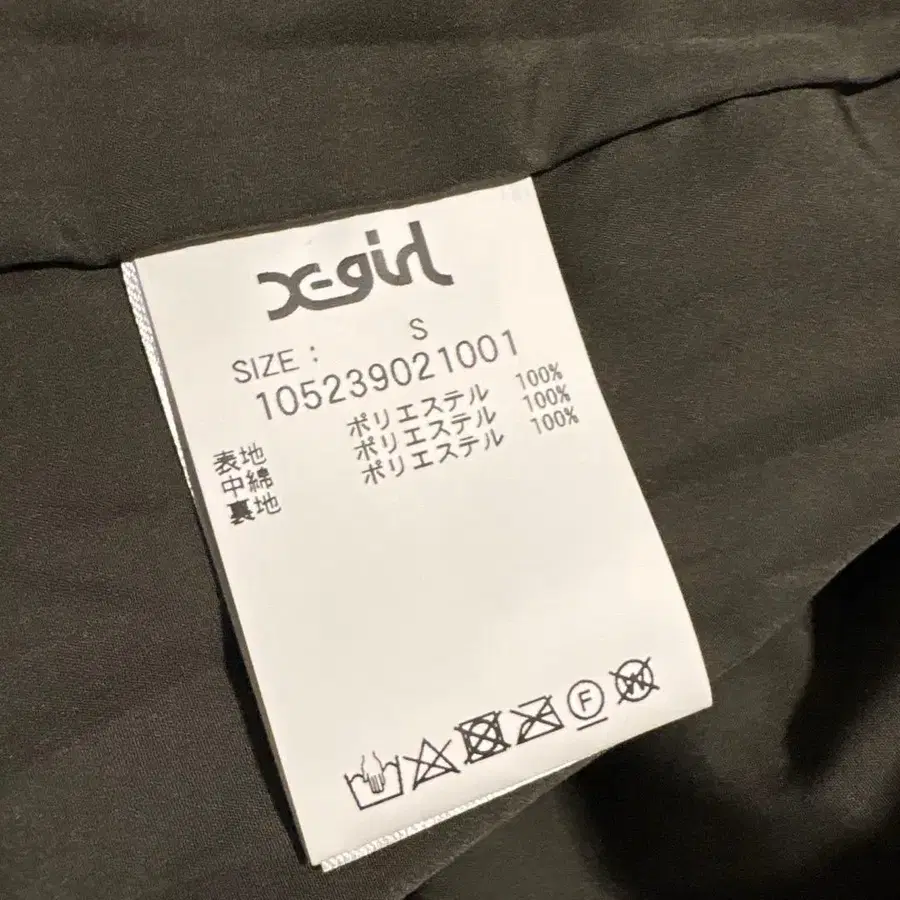 X-girl
SIZE : S
105239021001
表地 ポリエステル 100%
中綿 ポリエステル 100%
裏地 ポリエステル 100%
F
W